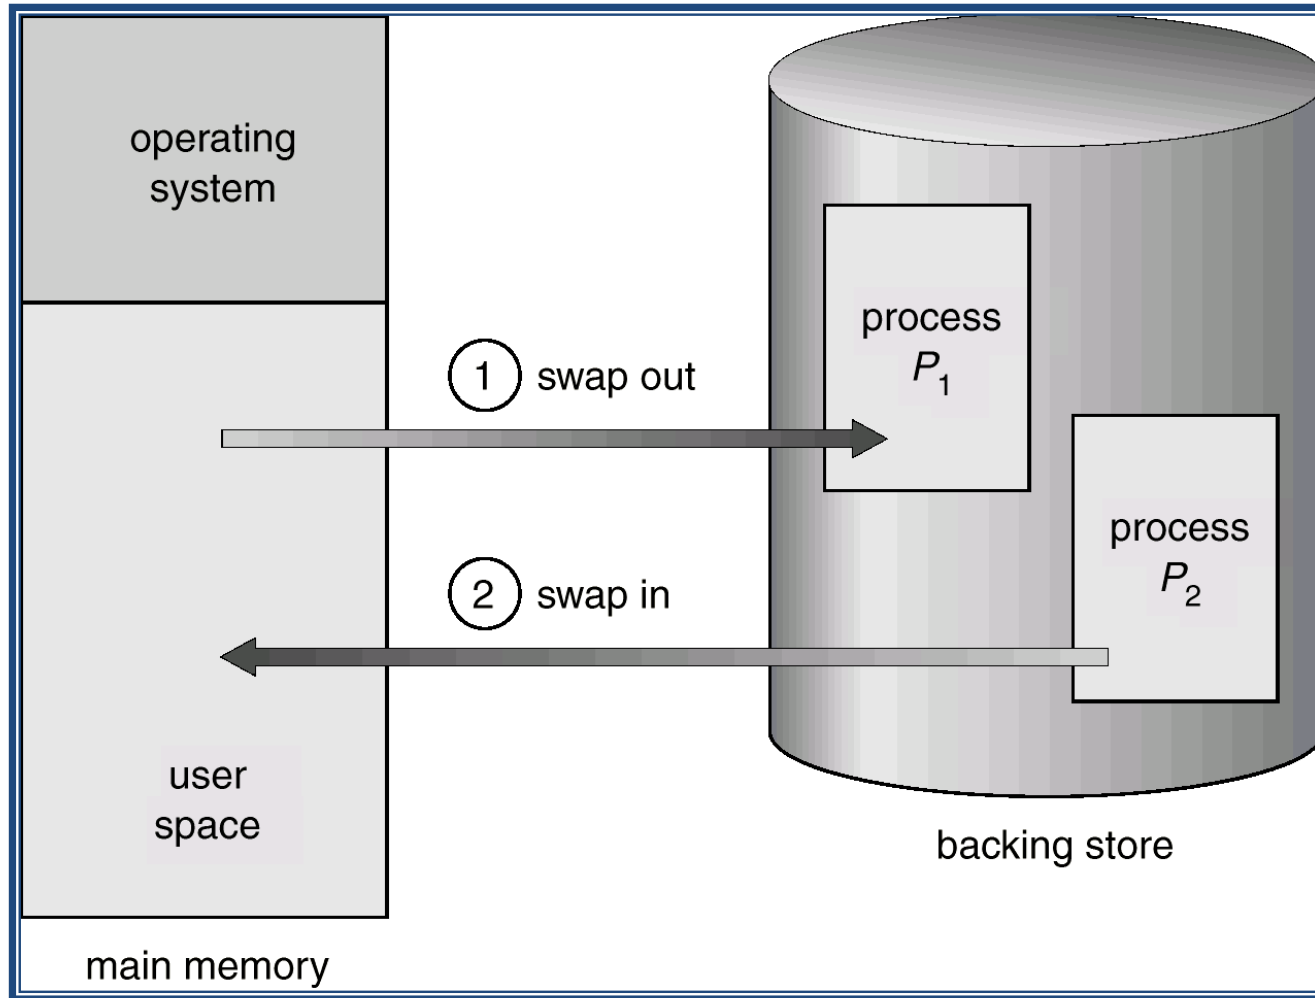 operating
system
1 swap out
process
P1
process
P2
2 swap in
user
space
backing store
main memory